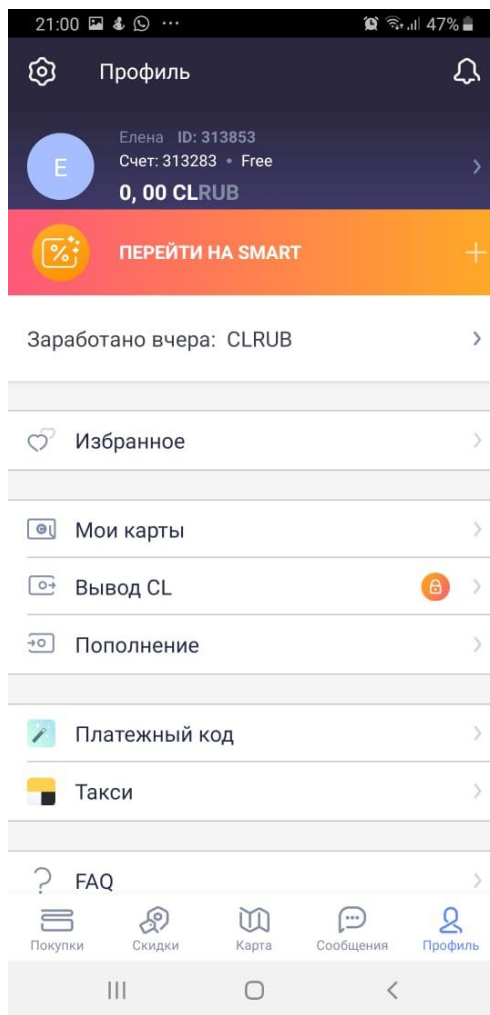 21:00 ... 47%
Профиль
Елена ID: 313853
Счет: 313283 • Free
0, 00 CLRUB
ПЕРЕЙТИ НА SMART
Заработано вчера: CLRUB
Избранное
Мои карты
Вывод CL
Пополнение
Платежный код
Такси
FAQ
Покупки Скидки Карта Сообщения Профиль